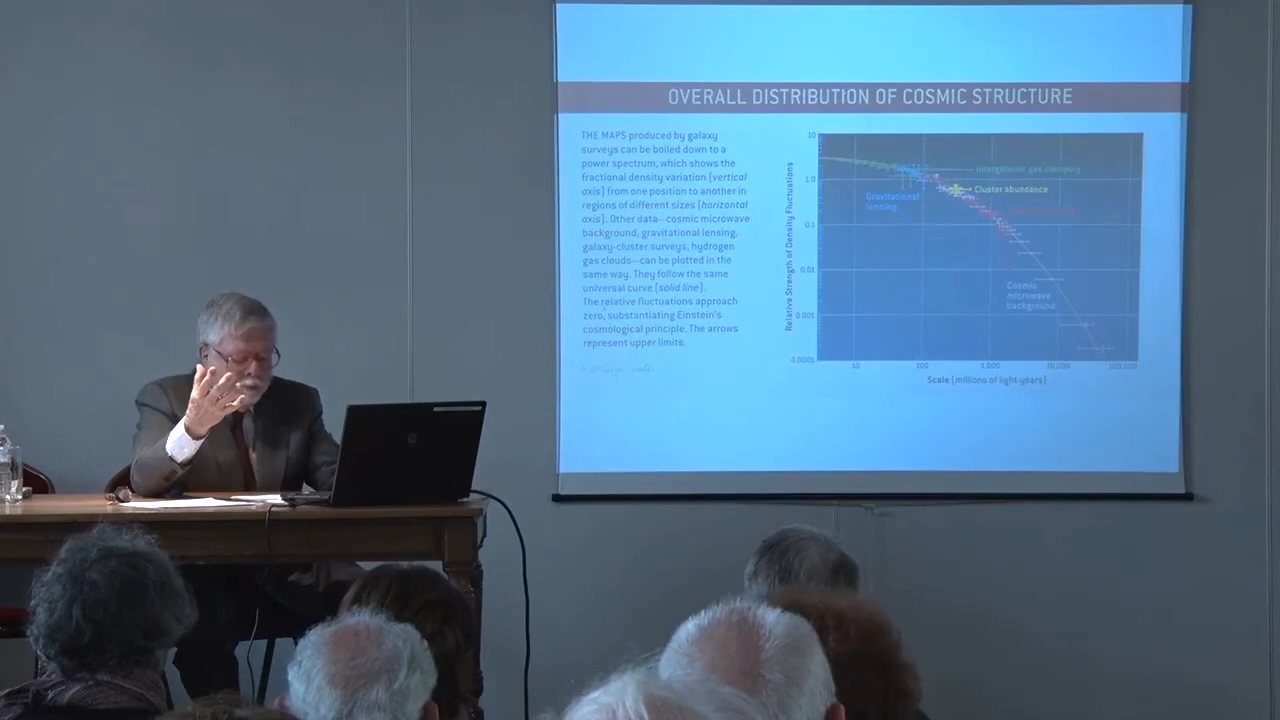 OVERALL DISTRIBUTION OF COSMIC STRUCTURE
THE MAPS produced by galaxy
surveys can be boiled down to a
power spectrum, which shows the
fractional density variation (vertical
axis) from one position to another in
regions of different sizes (horizontal
axis). Other data—cosmic microwave
background, gravitational lensing,
galaxy-cluster surveys, hydrogen
gas clouds—can be plotted in the
same way. They follow the same
universal curve (solid line).
The relative fluctuations approach
zero, substantiating Einstein's
cosmological principle. The arrows
represent upper limits.
Relative Strength of Density Fluctuations
10
1.0
0.1
0.01
0.001
0.0001
Intergalactic gas clumping
Cluster abundance
Gravitational
lensing
Cosmic
microwave
background
10
100
1,000
10,000
100,000
Scale (millions of light-years)